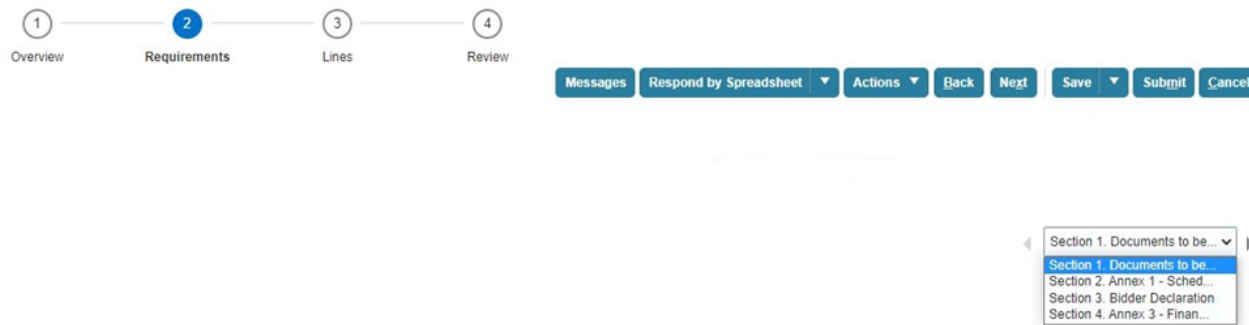 1 2 3 4
Overview Requirements Lines Review
Messages Respond by Spreadsheet Actions Back Next Save Submit Cancel
Section 1. Documents to be...
Section 1. Documents to be...
Section 2. Annex 1 - Sched...
Section 3. Bidder Declaration
Section 4. Annex 3 - Finan...